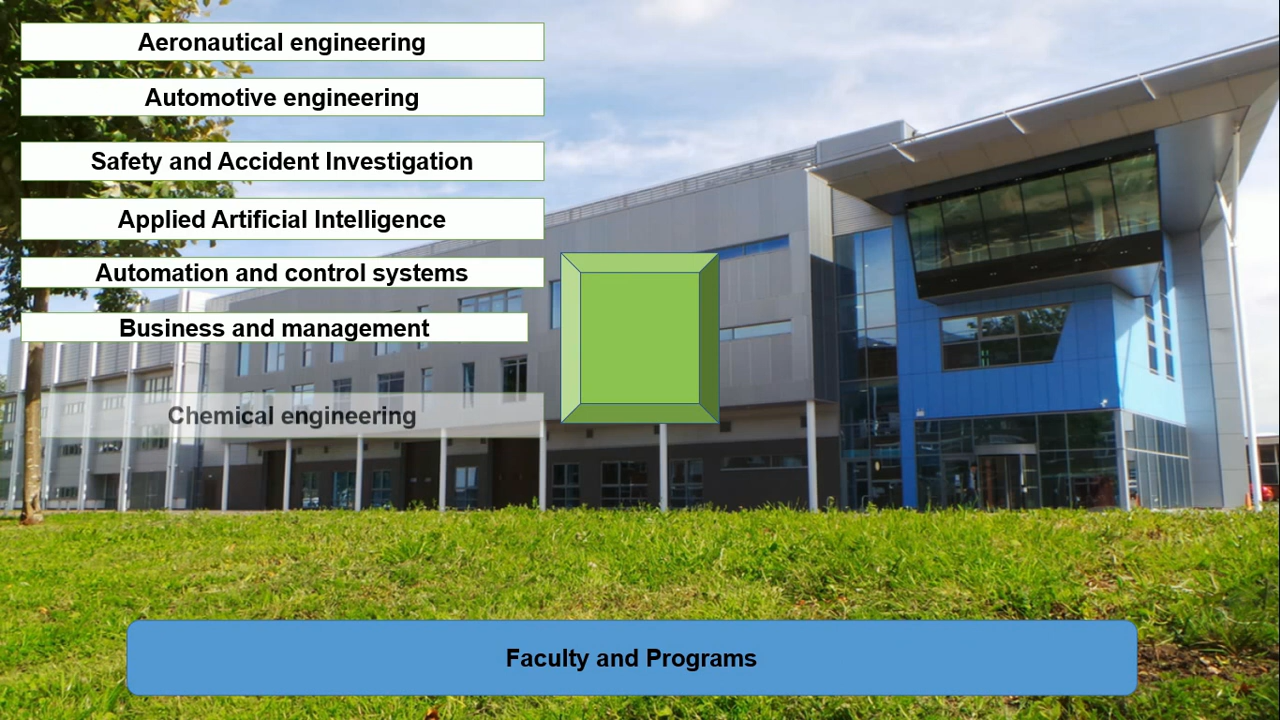 Aeronautical engineering
Automotive engineering
Safety and Accident Investigation
Applied Artificial Intelligence
Automation and control systems
Business and management
Chemical engineering
Faculty and Programs